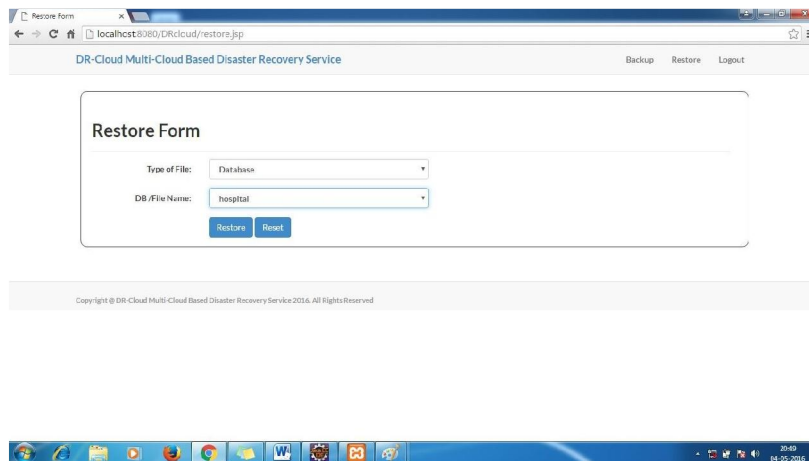 Restore Form
localhost:8080/DRcloud/restore.jsp
DR-Cloud Multi-Cloud Based Disaster Recovery Service
Backup Restore Logout
Restore Form
Type of File: Database
DB/File Name: hospital
Restore Reset
Copyright @ DR-Cloud Multi-Cloud Based Disaster Recovery Service 2016. All Rights Reserved
20:49
04-05-2016